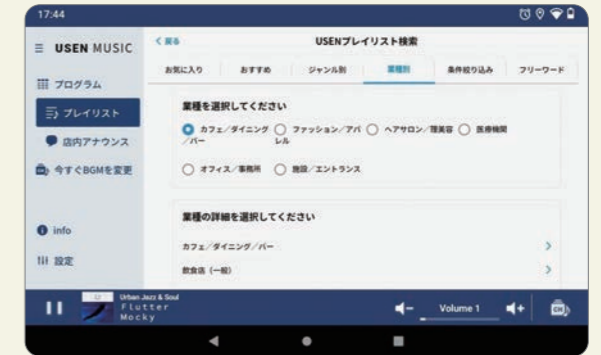 17:44
USEN MUSIC
プログラム
プレイリスト
店内アナウンス
今すぐBGMを変更
info
設定
戻る
USENプレイリスト検索
お気に入り おすすめ ジャンル別 業種別 条件絞り込み フリーワード
業種を選択してください
カフェ／ダイニング／バー
ファッション／アパレル
ヘアサロン／理美容
医療機関
オフィス／事務所
施設／エントランス
業種の詳細を選択してください
カフェ／ダイニング／バー
飲食店（一般）
Urban Jazz & Soul
Flutter
Mocky
Volume 1
CH